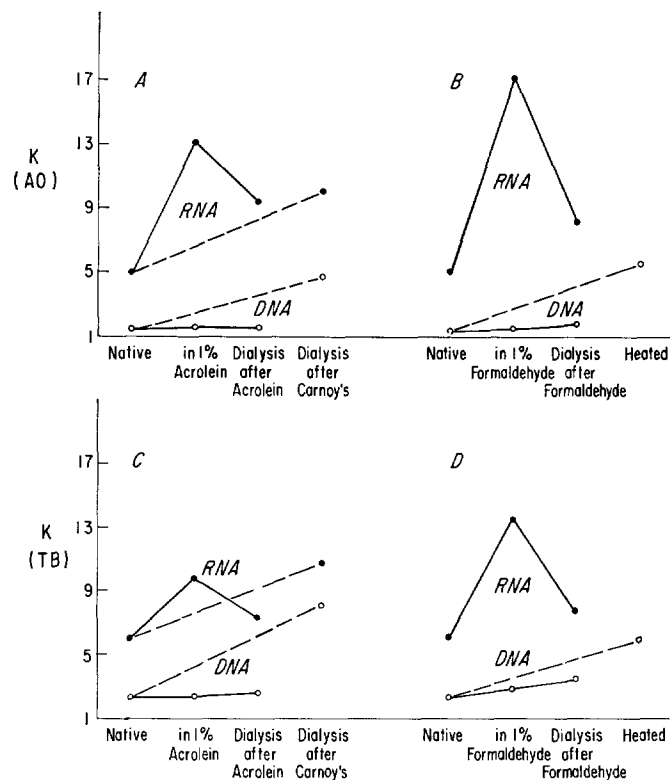 A
B
17
13
K
(AO)
9
5
1
RNA
DNA
RNA
DNA
Native
in 1%
Acrolein
Dialysis
after
Acrolein
Dialysis
after
Carnoy's
Native
in 1%
Formaldehyde
Dialysis
after
Formaldehyde
Heated
C
D
17
13
K
(TB)
9
5
1
RNA
DNA
RNA
DNA
Native
in 1%
Acrolein
Dialysis
after
Acrolein
Dialysis
after
Carnoy's
Native
in 1%
Formaldehyde
Dialysis
after
Formaldehyde
Heated